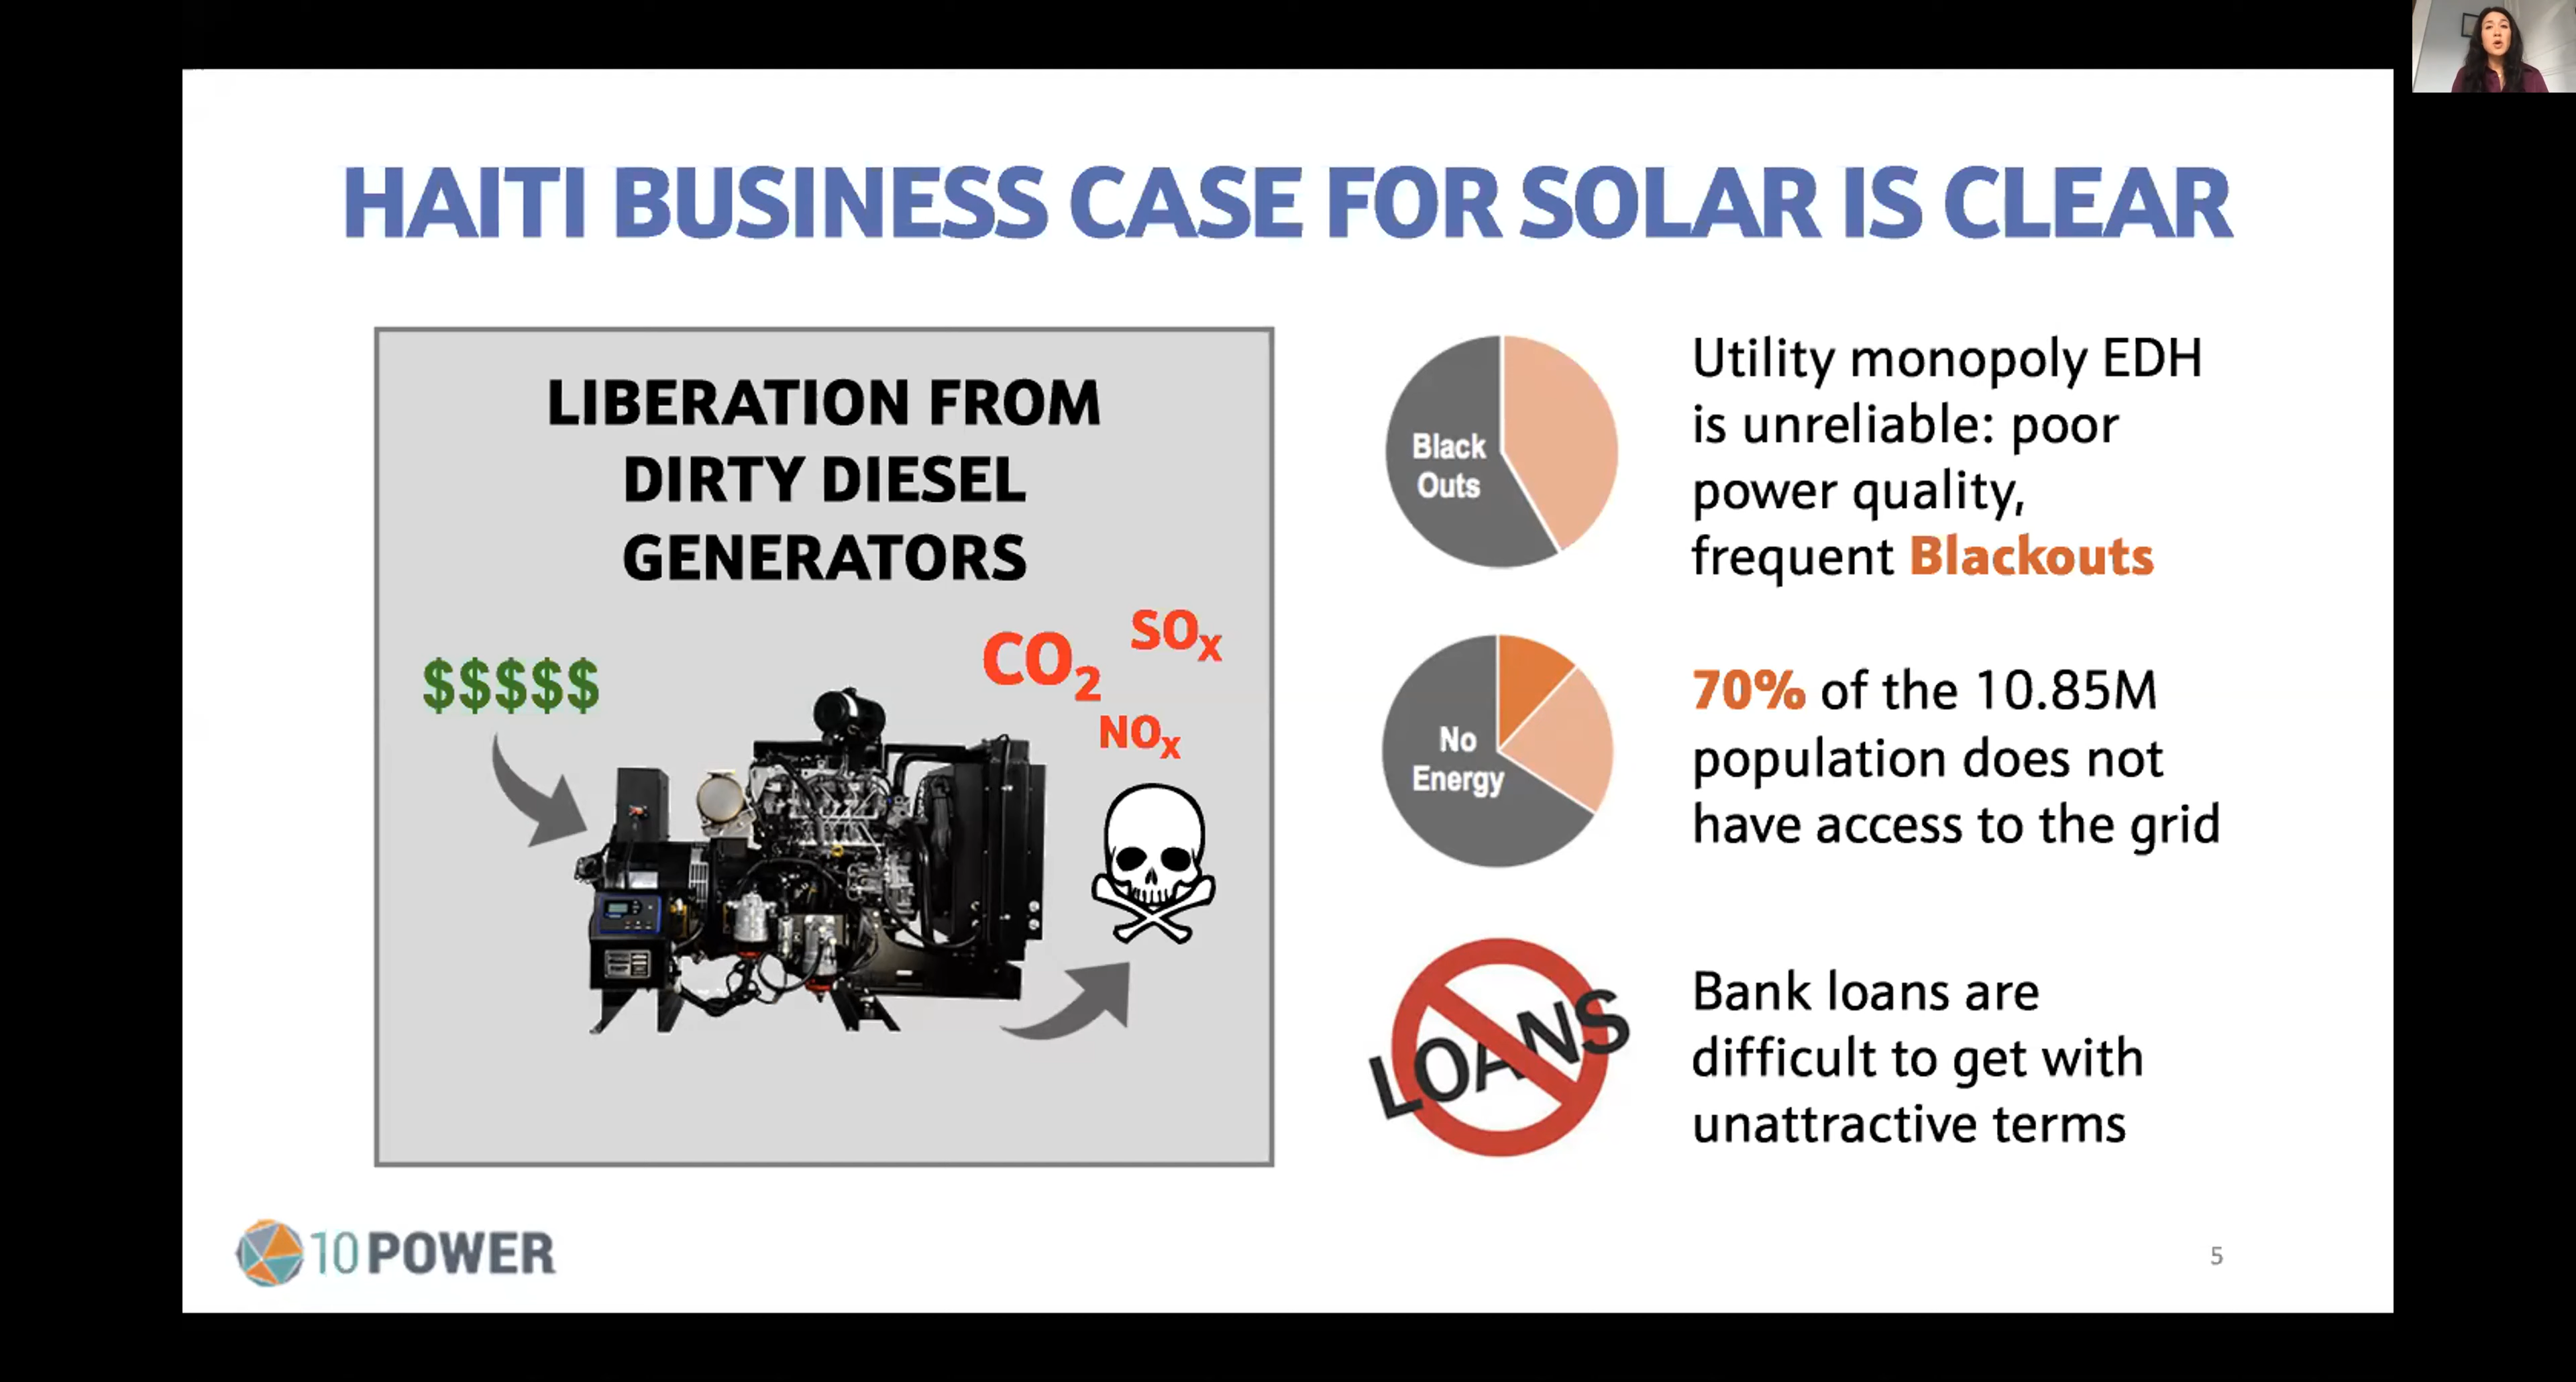 HAITI BUSINESS CASE FOR SOLAR IS CLEAR
LIBERATION FROM
DIRTY DIESEL
GENERATORS
$$$$$
CO₂
SOₓ
NOₓ
Black
Outs
Utility monopoly EDH
is unreliable: poor
power quality,
frequent Blackouts
No
Energy
70% of the 10.85M
population does not
have access to the grid
LOANS
Bank loans are
difficult to get with
unattractive terms
10POWER
5